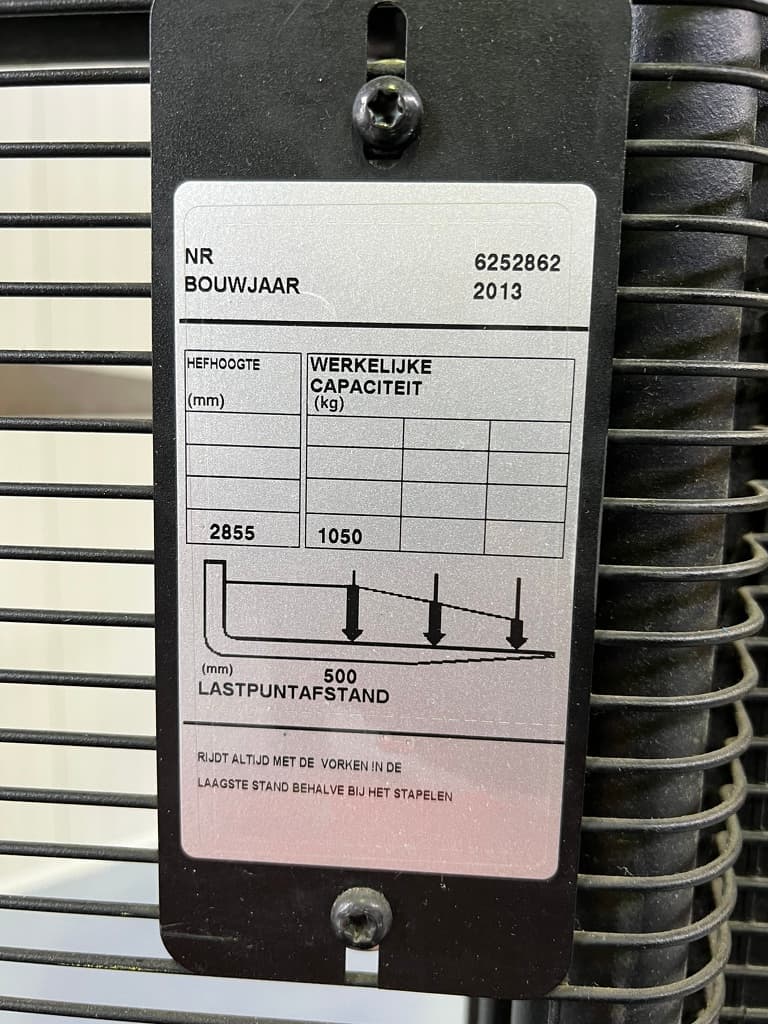 NR 6252862
BOUWJAAR 2013
HEFHOOGTE
(mm)
WERKELIJKE
CAPACITEIT
(kg)
2855 1050
(mm) 500
LASTPUNTAFSTAND
RIJDT ALTIJD MET DE VORKEN IN DE
LAAGSTE STAND BEHALVE BIJ HET STAPELEN